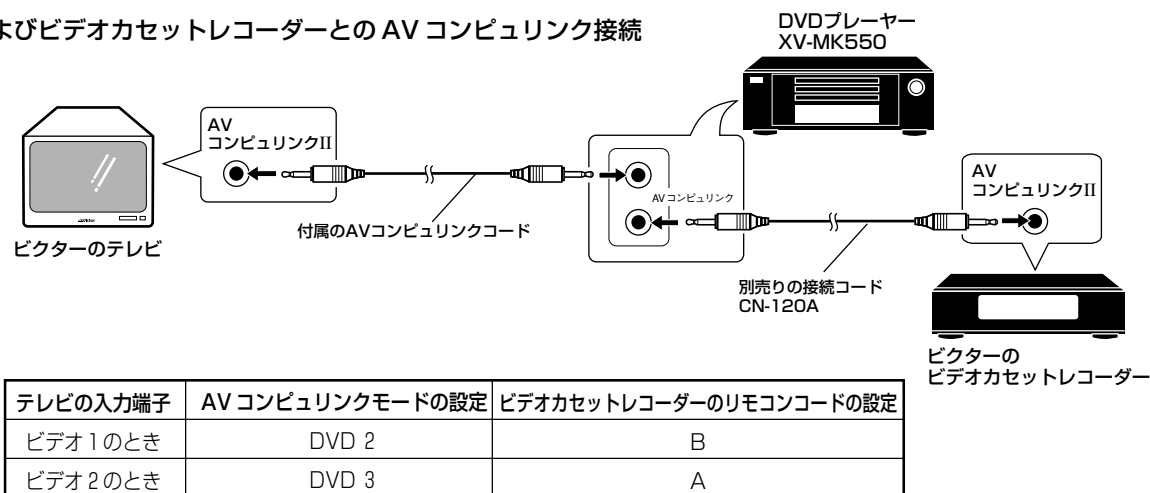 よびビデオカセットレコーダーとの AV コンピュリンク接続
DVDプレーヤー
XV-MK550
AV
コンピュリンクII
AVコンピュリンク
AV
コンピュリンクII
ビクターのテレビ
付属のAVコンピュリンクコード
別売りの接続コード
CN-120A
ビクターの
ビデオカセットレコーダー
テレビの入力端子 AV コンピュリンクモードの設定 ビデオカセットレコーダーのリモコンコードの設定
ビデオ1のとき DVD 2 B
ビデオ2のとき DVD 3 A